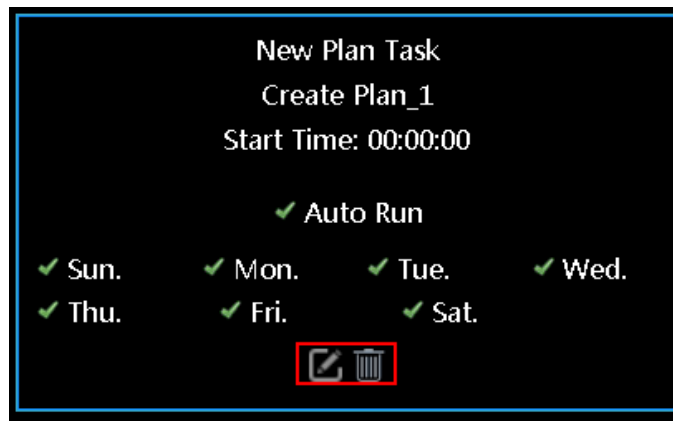 New Plan Task
Create Plan_1
Start Time: 00:00:00
Auto Run
Sun. Mon. Tue. Wed.
Thu. Fri. Sat.